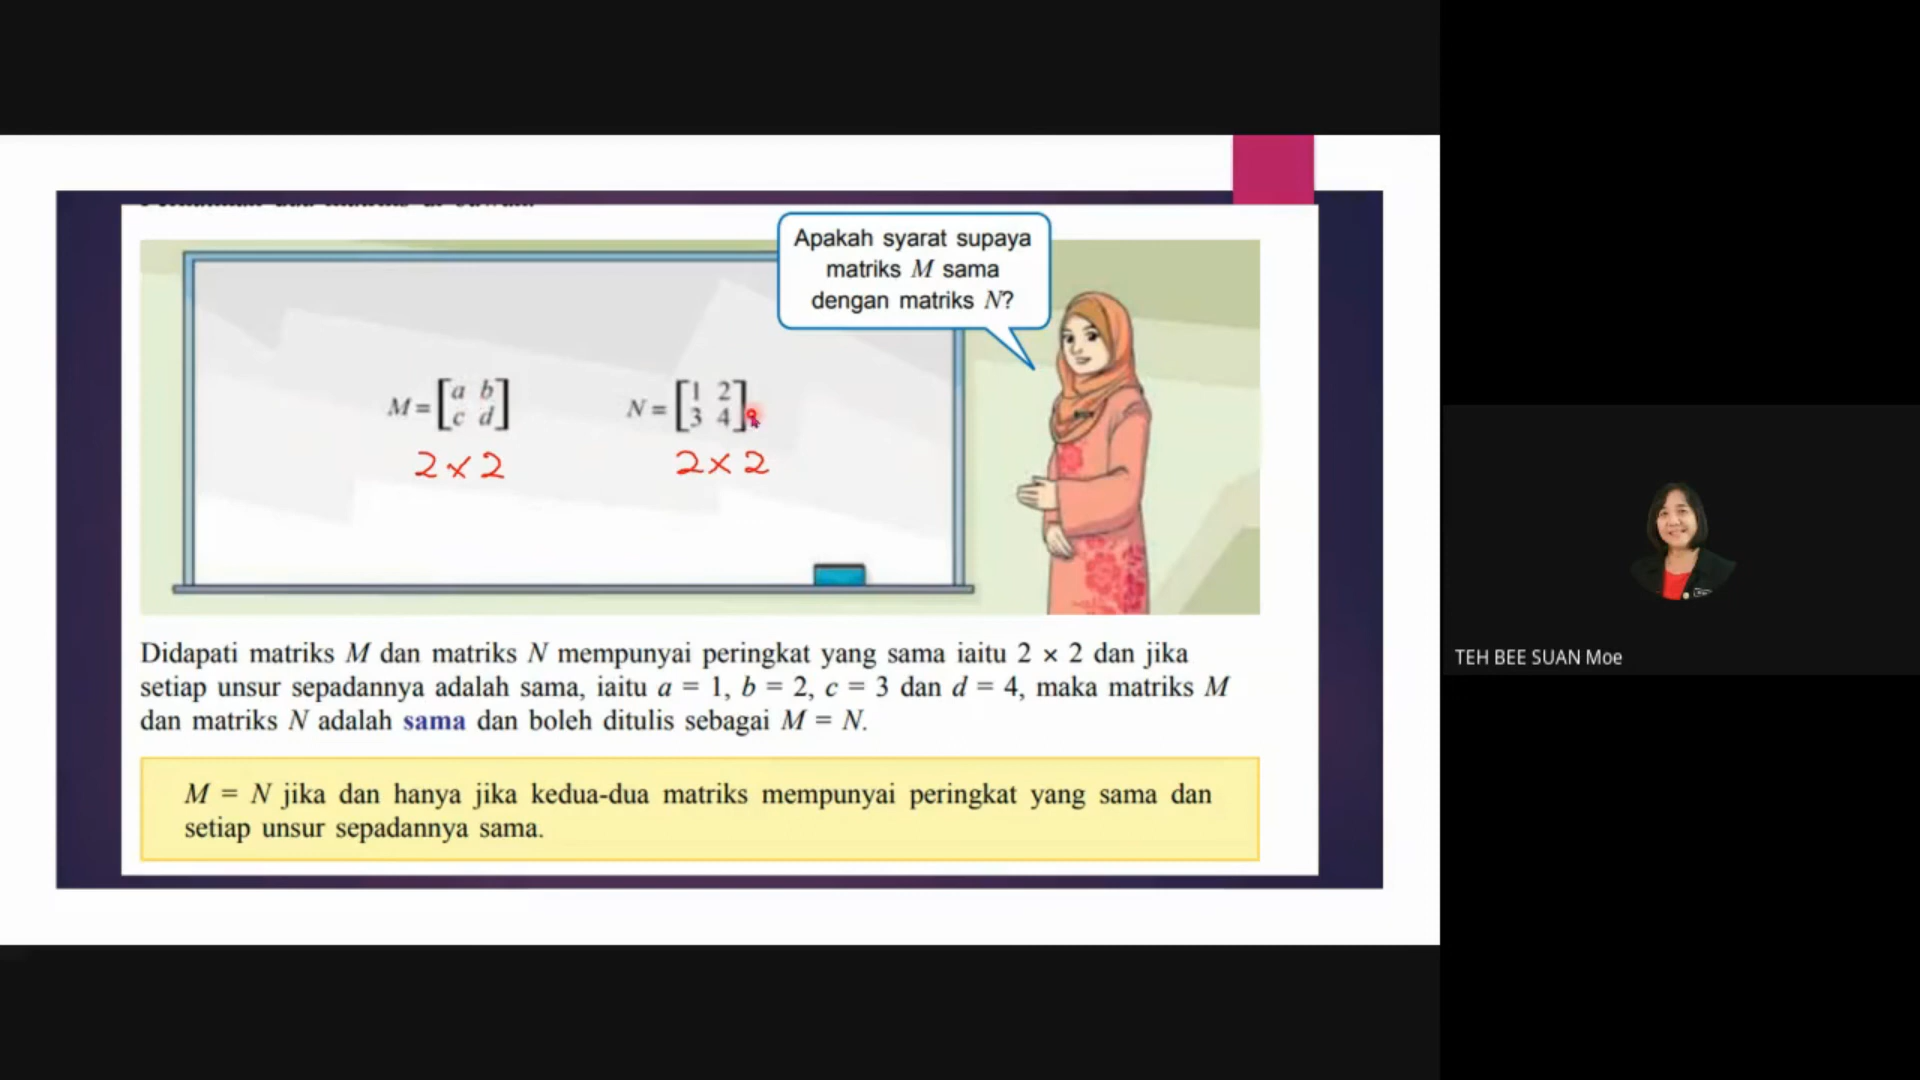 Apakah syarat supaya
matriks M sama
dengan matriks N?
M = [a b
c d]
N = [1 2
3 4]
2 × 2
2 × 2
Didapati matriks M dan matriks N mempunyai peringkat yang sama iaitu 2 × 2 dan jika
setiap unsur sepadannya adalah sama, iaitu a = 1, b = 2, c = 3 dan d = 4, maka matriks M
dan matriks N adalah sama dan boleh ditulis sebagai M = N.
M = N jika dan hanya jika kedua-dua matriks mempunyai peringkat yang sama dan
setiap unsur sepadannya sama.
TEH BEE SUAN Moe